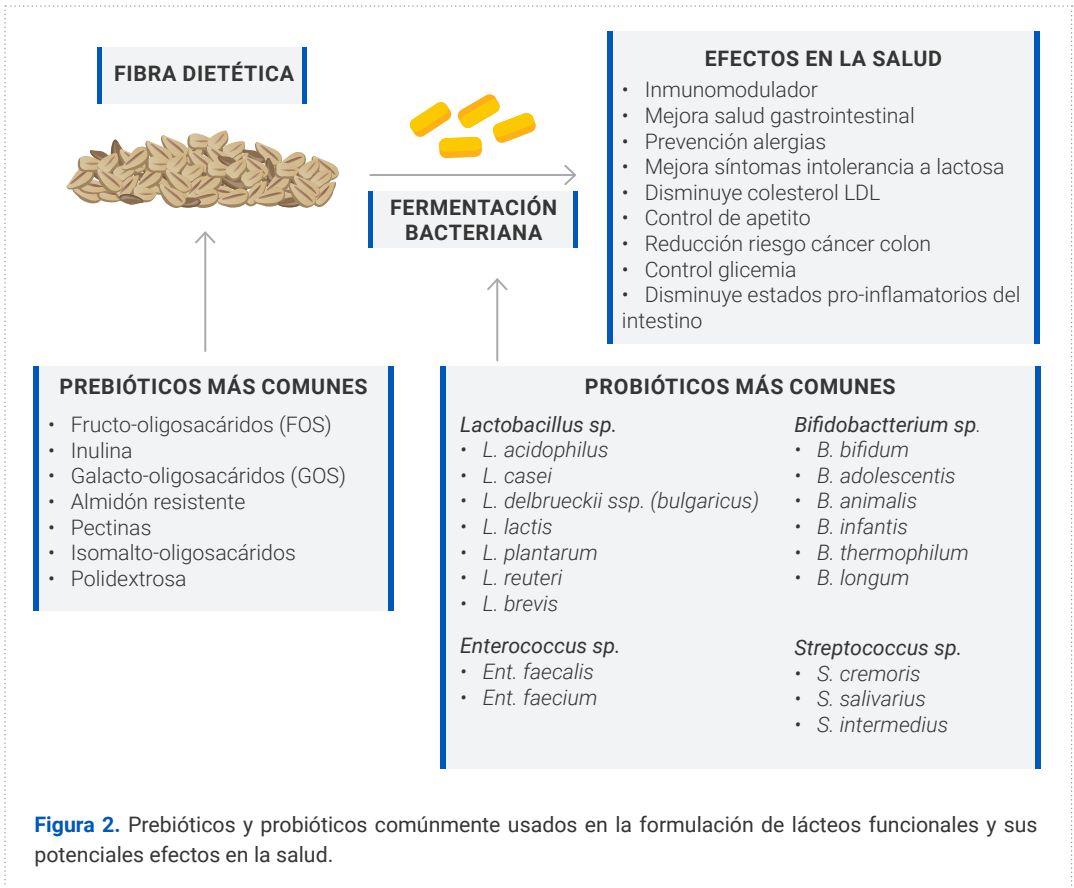 FIBRA DIETÉTICA
FERMENTACIÓN
BACTERIANA
EFECTOS EN LA SALUD
• Inmunomodulador
• Mejora salud gastrointestinal
• Prevención alergias
• Mejora síntomas intolerancia a lactosa
• Disminuye colesterol LDL
• Control de apetito
• Reducción riesgo cáncer colon
• Control glicemia
• Disminuye estados pro-inflamatorios del
intestino
PREBIÓTICOS MÁS COMUNES
• Fructo-oligosacáridos (FOS)
• Inulina
• Galacto-oligosacáridos (GOS)
• Almidón resistente
• Pectinas
• Isomalto-oligosacáridos
• Polidextrosa
PROBIÓTICOS MÁS COMUNES
Lactobacillus sp.
• L. acidophilus
• L. casei
• L. delbrueckii ssp. (bulgaricus)
• L. lactis
• L. plantarum
• L. reuteri
• L. brevis
Bifidobactterium sp.
• B. bifidum
• B. adolescentis
• B. animalis
• B. infantis
• B. thermophilum
• B. longum
Enterococcus sp.
• Ent. faecalis
• Ent. faecium
Streptococcus sp.
• S. cremoris
• S. salivarius
• S. intermedius
Figura 2. Prebióticos y probióticos comúnmente usados en la formulación de lácteos funcionales y sus
potenciales efectos en la salud.